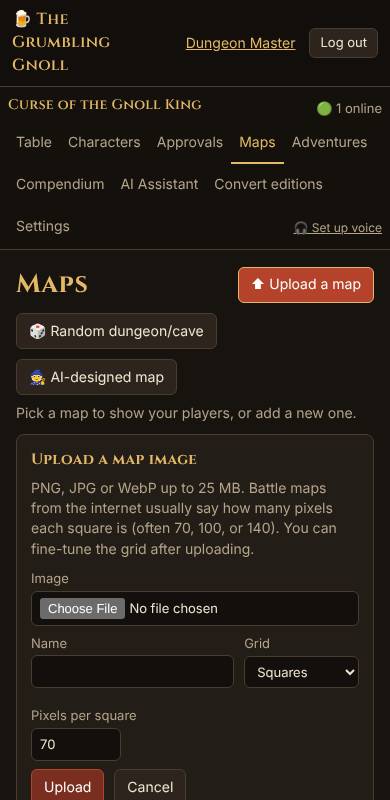 🍺 The
Grumbling
Gnoll
Dungeon Master
Log out
Curse of the Gnoll King
🟢 1 online
Table Characters Approvals Maps Adventures
Compendium AI Assistant Convert editions
Settings
🎧 Set up voice
Maps
⬆ Upload a map
🎲 Random dungeon/cave
🧙 AI-designed map
Pick a map to show your players, or add a new one.
Upload a map image
PNG, JPG or WebP up to 25 MB. Battle maps
from the internet usually say how many pixels
each square is (often 70, 100, or 140). You can
fine-tune the grid after uploading.
Image
Choose File No file chosen
Name
Grid
Squares
Pixels per square
70
Upload
Cancel